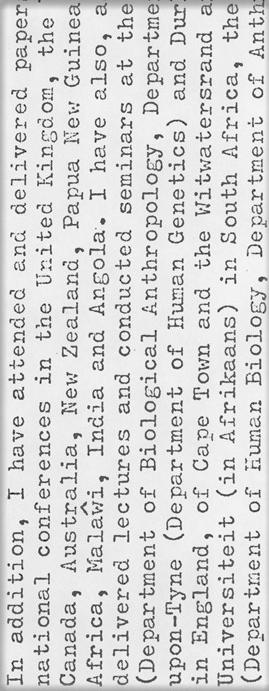 In addition, I have attended and delivered paper
national conferences in the United Kingdom, the
Canada, Australia, New Zealand, Papua New Guinea
Africa, Malaŵi, India and Angola. I have also, a
delivered lectures and conducted seminars at the
(Department of Biological Anthropology, Departme
upon-Tyne (Department of Human Genetics) and Dur
in England, of Cape Town and the Witwatersrand a
Universiteit (in Afrikaans) in South Africa, the
(Department of Human Biology, Department of Anth